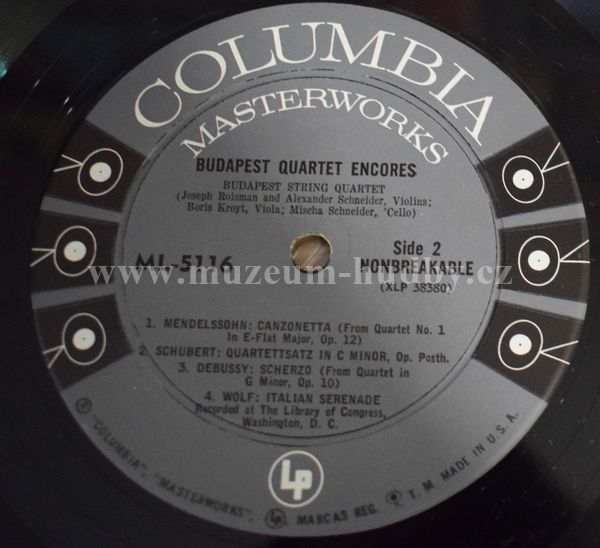 COLUMBIA
MASTERWORKS
BUDAPEST QUARTET ENCORES
BUDAPEST STRING QUARTET
(Joseph Roisman and Alexander Schneider, Violins;
Boris Kroyt, Viola; Mischa Schneider, 'Cello)
ML-5116
Side 2
NONBREAKABLE
(XLP 38380)
www.muzeum-hudby.cz
1. MENDELSSOHN: CANZONETTA (From Quartet No. 1
In E-Flat Major, Op. 12)
2. SCHUBERT: QUARTETTSATZ IN C MINOR, Op. Posth.
3. DEBUSSY: SCHERZO (From Quartet in
G Minor, Op. 10)
4. WOLF: ITALIAN SERENADE
Recorded at The Library of Congress,
Washington, D. C.
Lp
® "COLUMBIA", "MASTERWORKS", Lp MARCAS REG. T. M. MADE IN U. S. A.